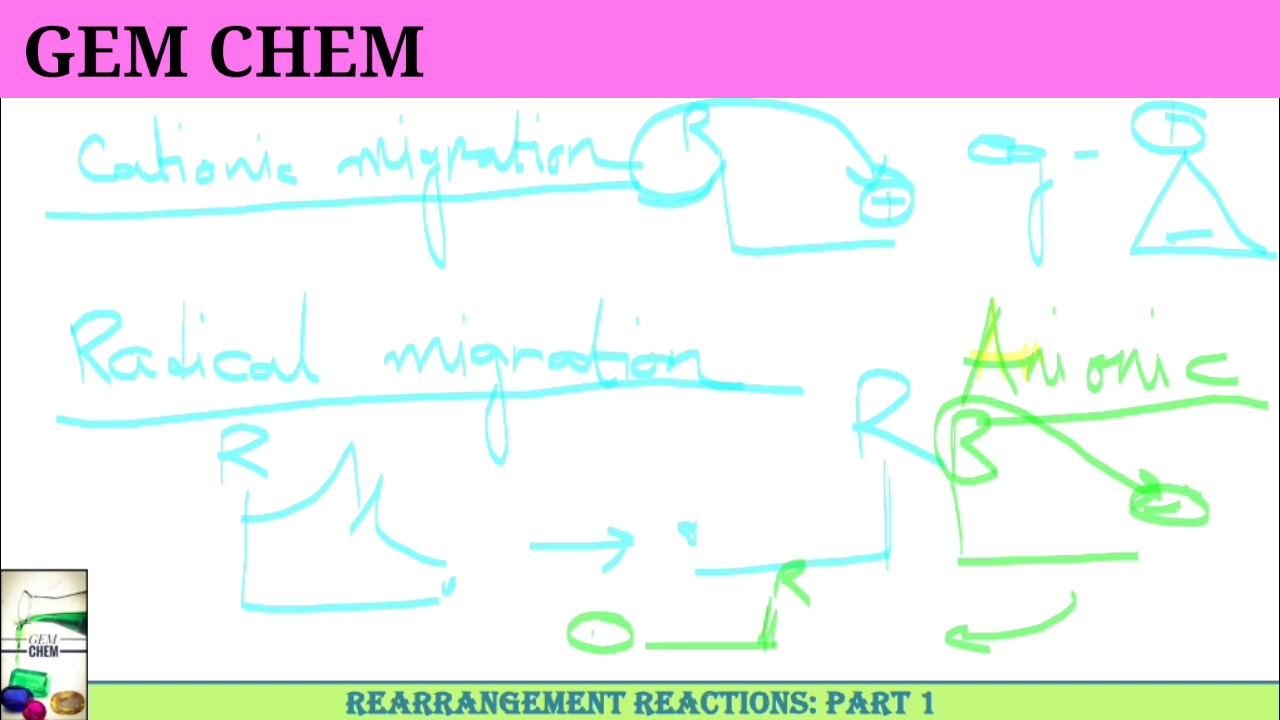 GEM CHEM
Cationic migration R ⊕ eg -
Radical migration
Anionic
R
R
R
R
GEM
CHEM
REARRANGEMENT REACTIONS: PART 1